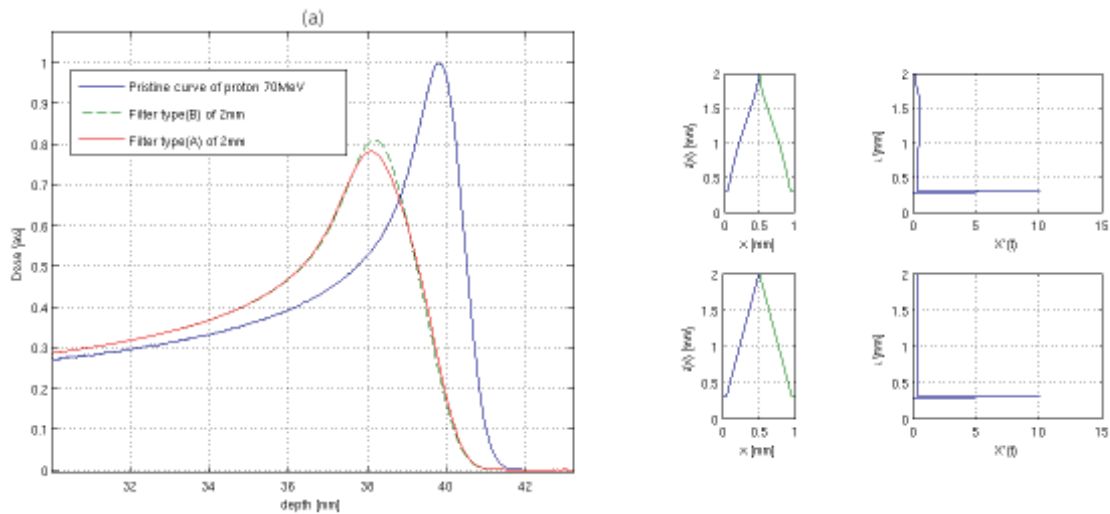 (a)
Pristine curve of proton 70MeV
Filter type(B) of 2mm
Filter type(A) of 2mm
1
0.9
0.8
0.7
0.6
0.5
0.4
0.3
0.2
0.1
0
32 34 36 38 40 42
depth [mm]
2
1.5
1
0.5
0
0 0.5 1
x [mm]
2
1.5
1
0.5
0
0 5 10 15
X'(t)
2
1.5
1
0.5
0
0 0.5 1
x [mm]
2
1.5
1
0.5
0
0 5 10 15
X'(t)